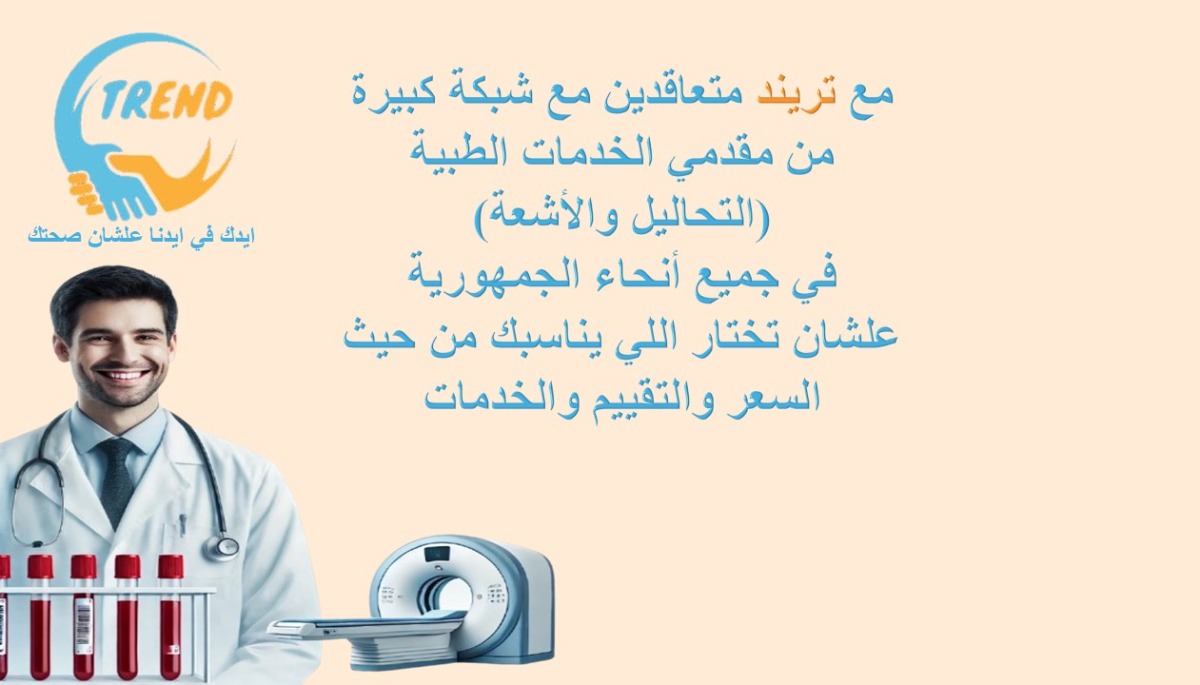 TREND
ايدك في ايدنا علشان صحتك
مع تريند متعاقدين مع شبكة كبيرة
من مقدمي الخدمات الطبية
(التحاليل والأشعة)
في جميع أنحاء الجمهورية
علشان تختار اللي يناسبك من حيث
السعر والتقييم والخدمات